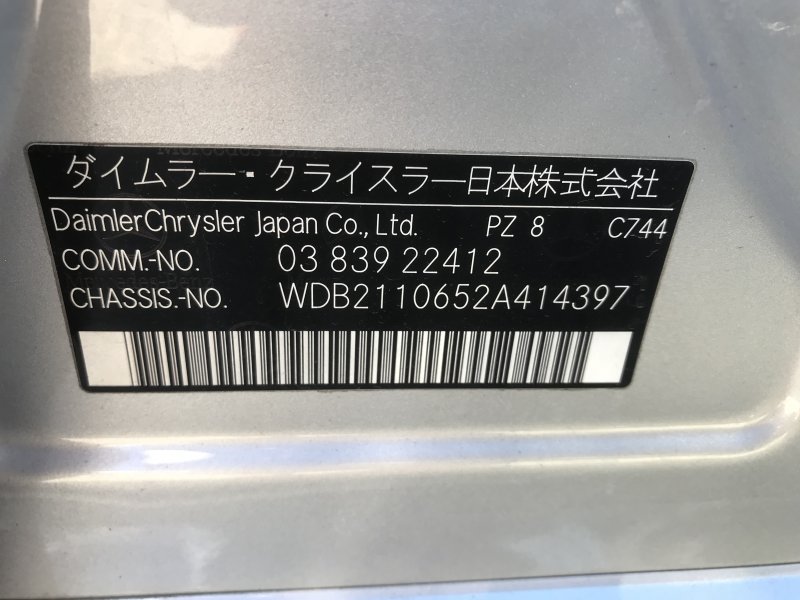 ダイムラー・クライスラー日本株式会社
DaimlerChrysler Japan Co., Ltd. PZ 8 C744
COMM.-NO. 03 839 22412
CHASSIS.-NO. WDB2110652A414397